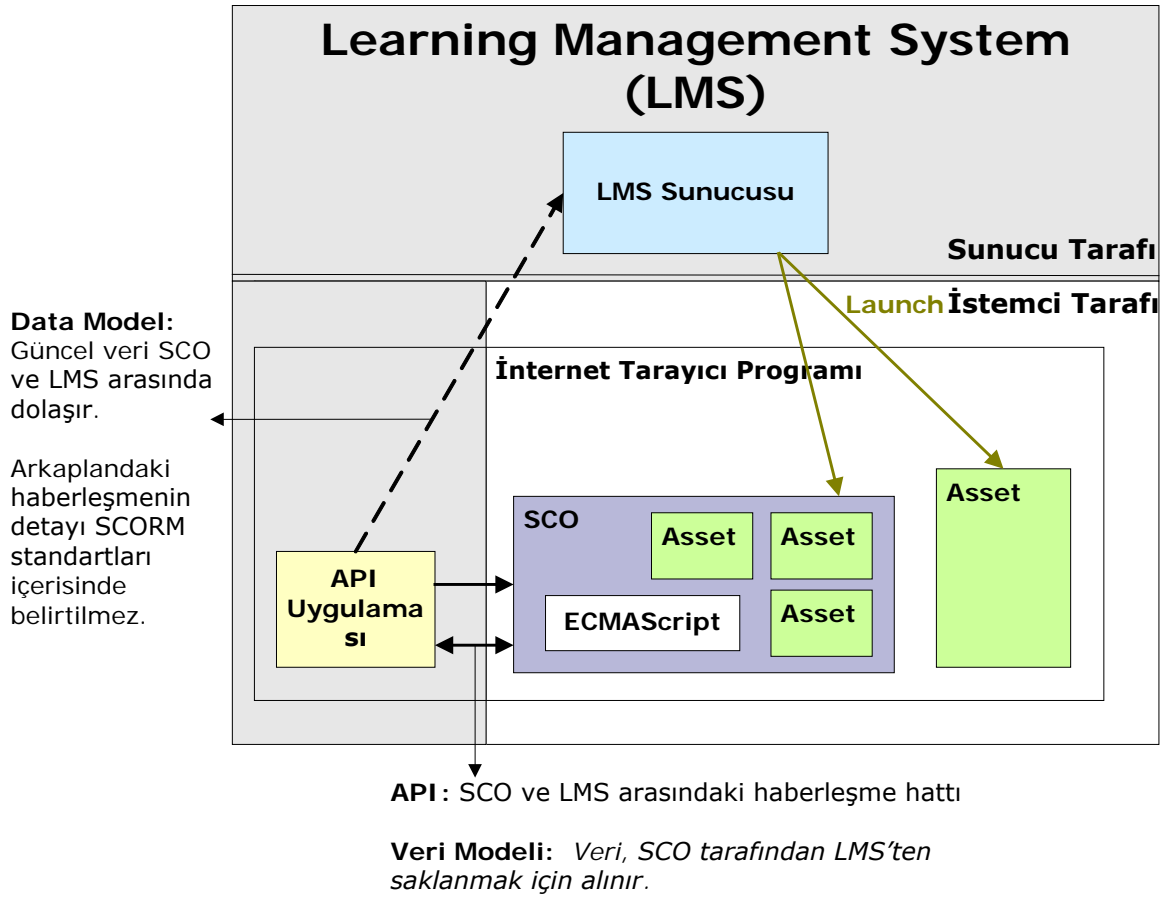 Learning Management System
(LMS)
LMS Sunucusu
Sunucu Tarafı
Launch İstemci Tarafı
Data Model:
Güncel veri SCO
ve LMS arasında
dolaşır.
Arkaplandaki
haberleşmenin
detayı SCORM
standartları
içerisinde
belirtilmez.
İnternet Tarayıcı Programı
SCO
Asset
Asset
Asset
ECMAScript
Asset
API
Uygulama
sı
API: SCO ve LMS arasındaki haberleşme hattı
Veri Modeli: Veri, SCO tarafından LMS’ten
saklanmak için alınır.